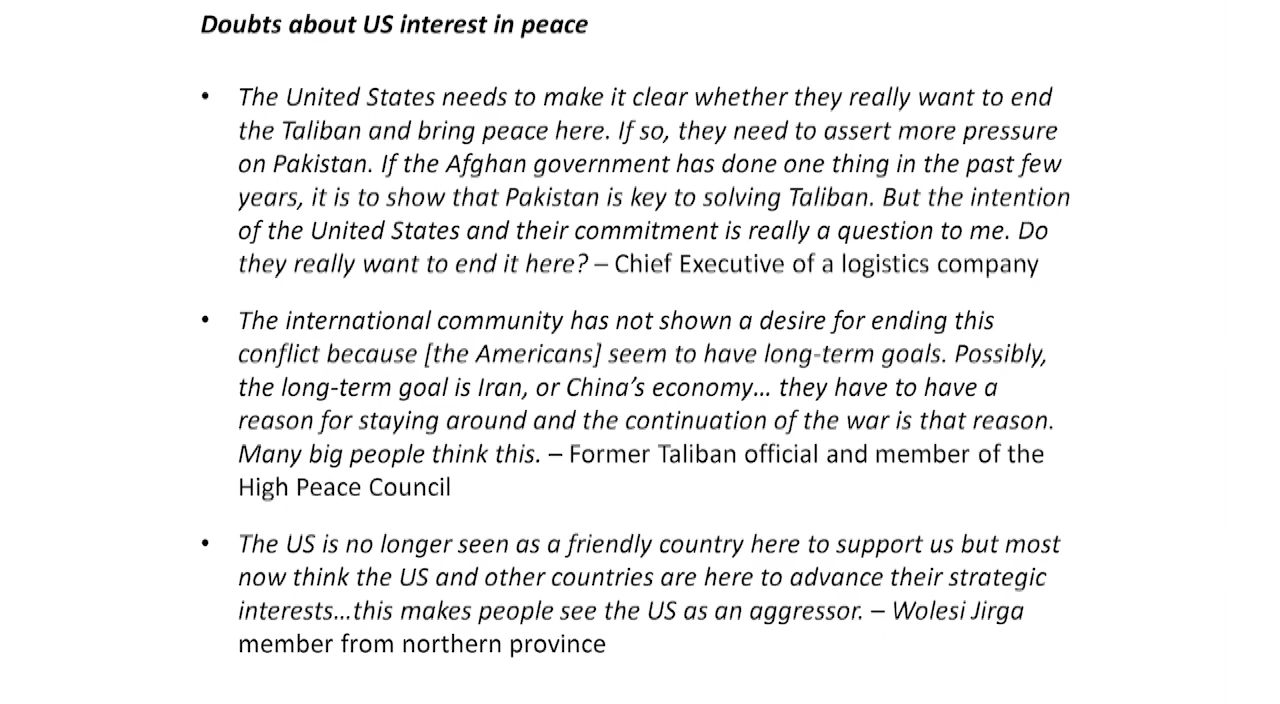 Doubts about US interest in peace
• The United States needs to make it clear whether they really want to end
the Taliban and bring peace here. If so, they need to assert more pressure
on Pakistan. If the Afghan government has done one thing in the past few
years, it is to show that Pakistan is key to solving Taliban. But the intention
of the United States and their commitment is really a question to me. Do
they really want to end it here? – Chief Executive of a logistics company
• The international community has not shown a desire for ending this
conflict because [the Americans] seem to have long-term goals. Possibly,
the long-term goal is Iran, or China’s economy… they have to have a
reason for staying around and the continuation of the war is that reason.
Many big people think this. – Former Taliban official and member of the
High Peace Council
• The US is no longer seen as a friendly country here to support us but most
now think the US and other countries are here to advance their strategic
interests…this makes people see the US as an aggressor. – Wolesi Jirga
member from northern province